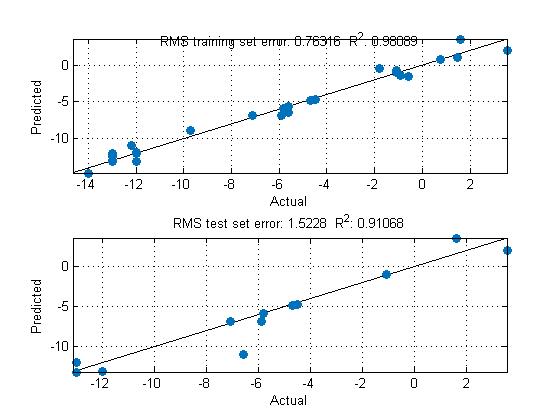 RMS training set error: 0.76316 R²: 0.98089
0
-5
-10
Predicted
-14 -12 -10 -8 -6 -4 -2 0 2
Actual
RMS test set error: 1.5228 R²: 0.91068
0
-5
-10
Predicted
-12 -10 -8 -6 -4 -2 0 2
Actual